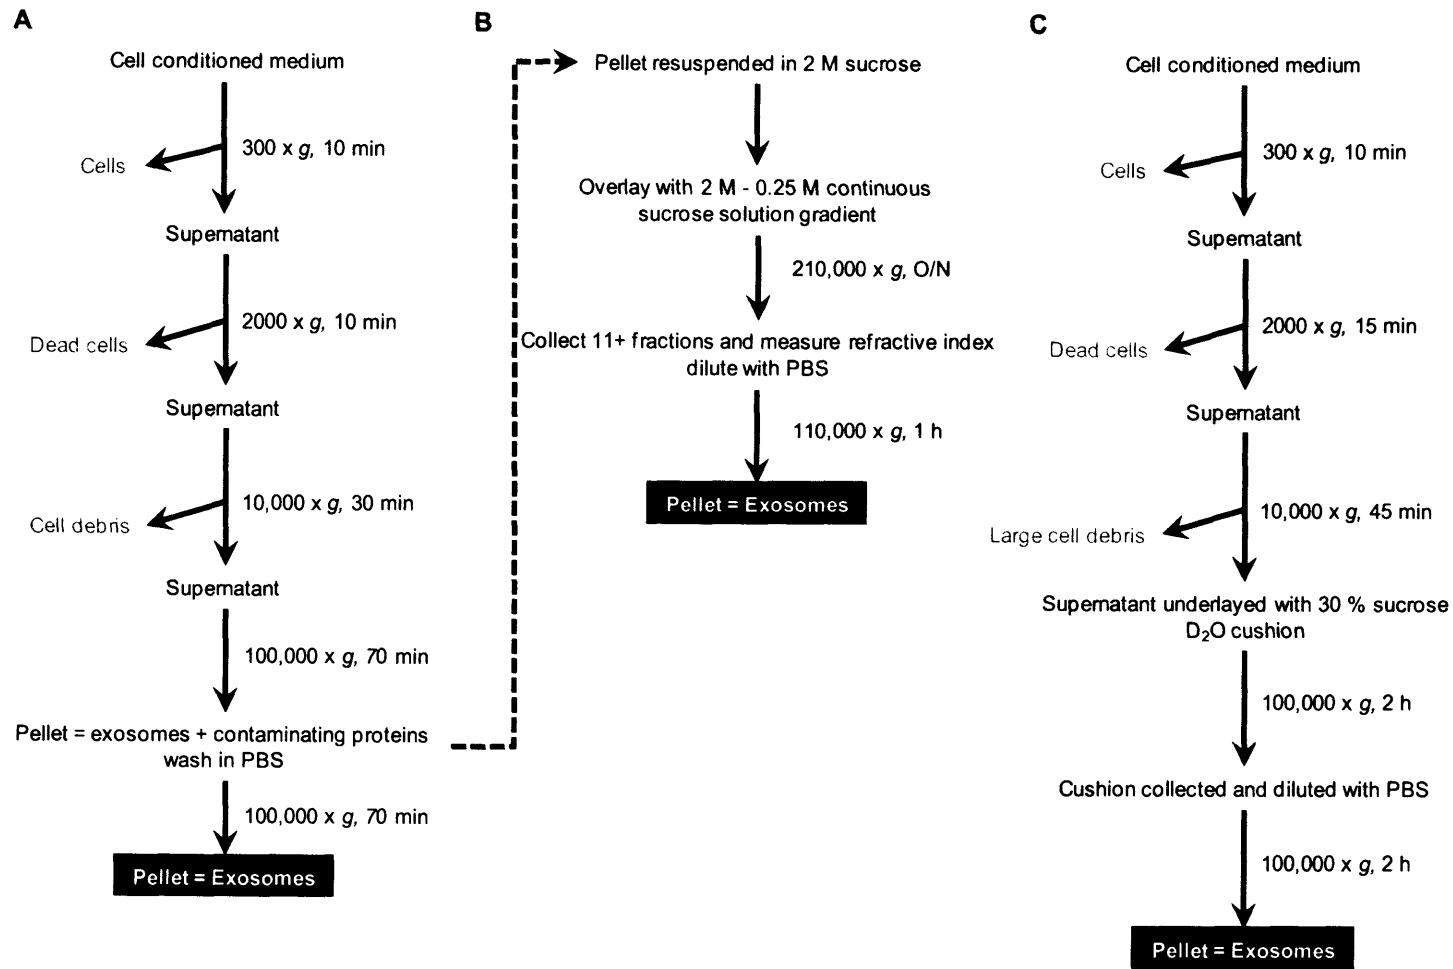 A
Cell conditioned medium
300 x g, 10 min
Cells
Supernatant
2000 x g, 10 min
Dead cells
Supernatant
10,000 x g, 30 min
Cell debris
Supernatant
100,000 x g, 70 min
Pellet = exosomes + contaminating proteins
wash in PBS
100,000 x g, 70 min
Pellet = Exosomes
B
Pellet resuspended in 2 M sucrose
Overlay with 2 M - 0.25 M continuous
sucrose solution gradient
210,000 x g, O/N
Collect 11+ fractions and measure refractive index
dilute with PBS
110,000 x g, 1 h
Pellet = Exosomes
C
Cell conditioned medium
300 x g, 10 min
Cells
Supernatant
2000 x g, 15 min
Dead cells
Supernatant
10,000 x g, 45 min
Large cell debris
Supernatant underlayed with 30 % sucrose
D₂O cushion
100,000 x g, 2 h
Cushion collected and diluted with PBS
100,000 x g, 2 h
Pellet = Exosomes